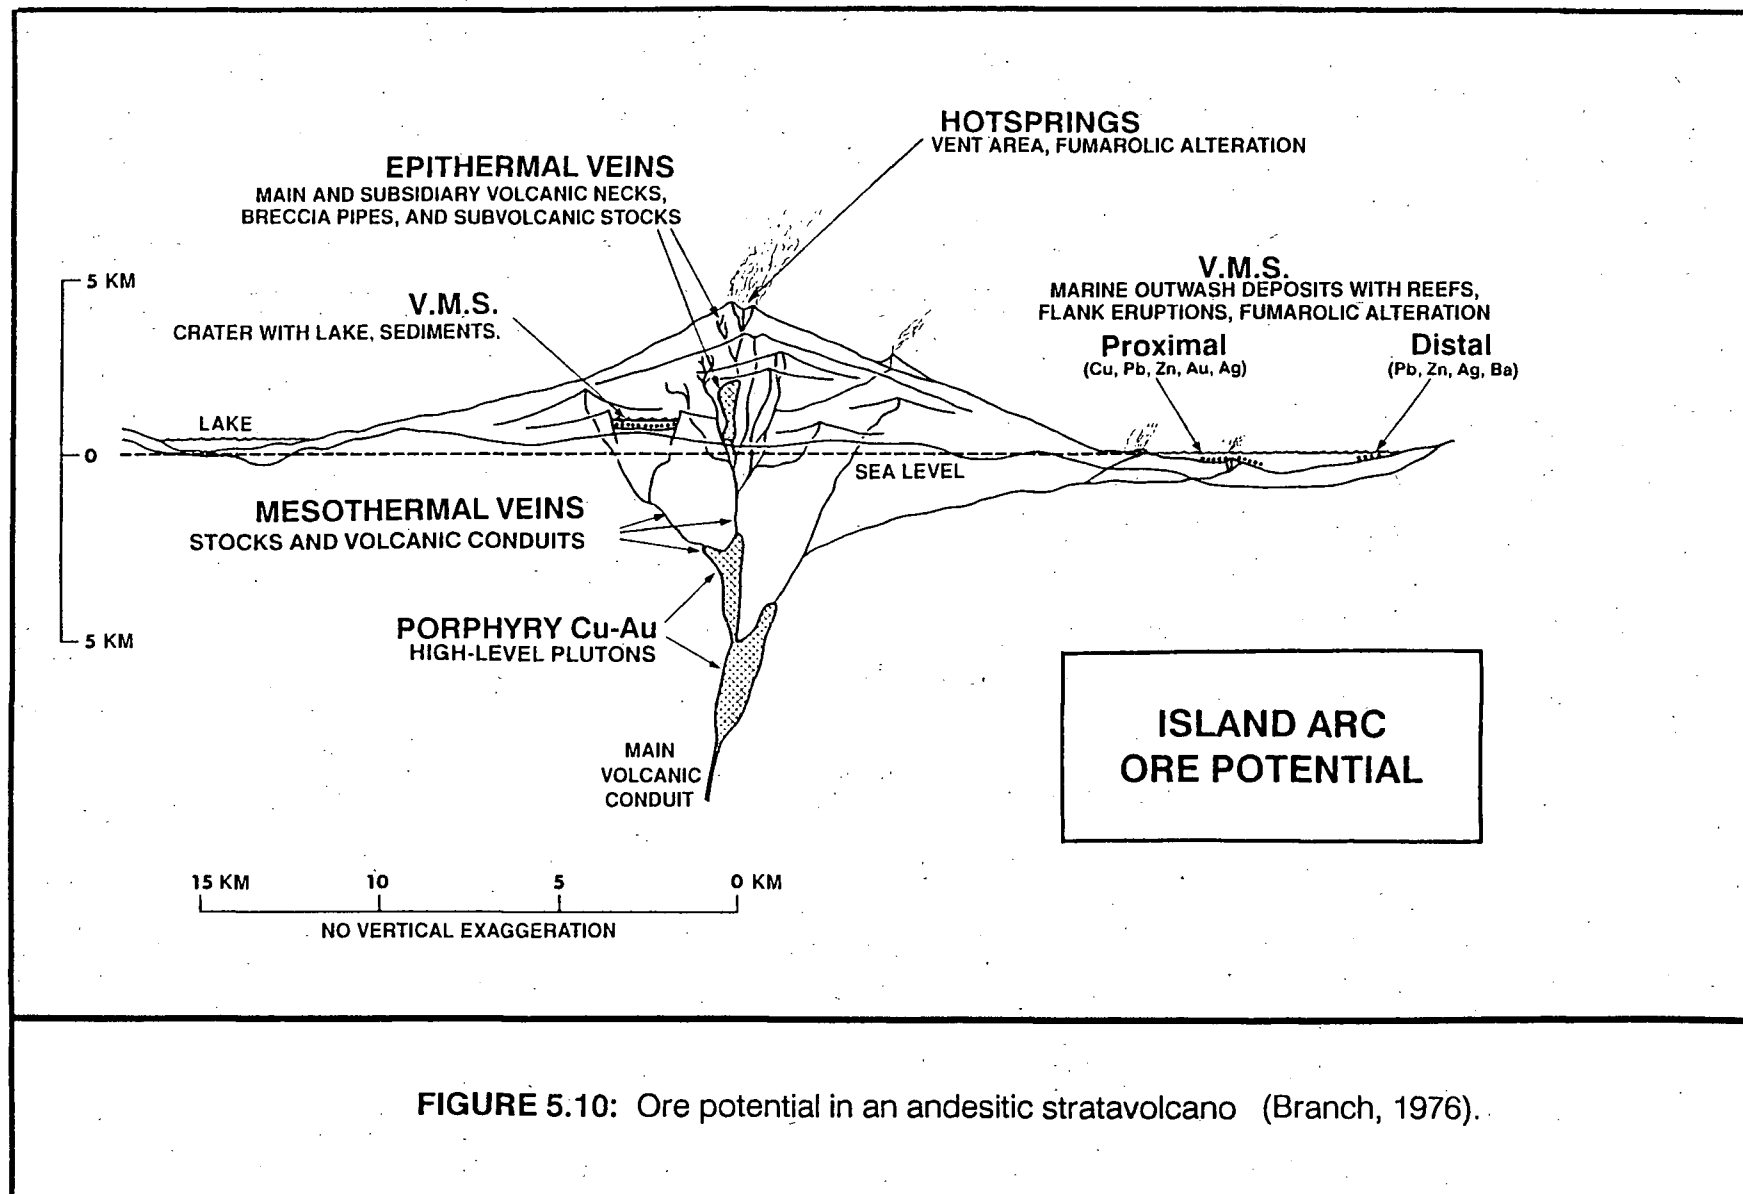 HOTSPRINGS
VENT AREA, FUMAROLIC ALTERATION
EPITHERMAL VEINS
MAIN AND SUBSIDIARY VOLCANIC NECKS,
BRECCIA PIPES, AND SUBVOLCANIC STOCKS
5 KM
V.M.S.
CRATER WITH LAKE, SEDIMENTS.
V.M.S.
MARINE OUTWASH DEPOSITS WITH REEFS,
FLANK ERUPTIONS, FUMAROLIC ALTERATION
Proximal
(Cu, Pb, Zn, Au, Ag)
Distal
(Pb, Zn, Ag, Ba)
LAKE
0
SEA LEVEL
MESOTHERMAL VEINS
STOCKS AND VOLCANIC CONDUITS
PORPHYRY Cu-Au
HIGH-LEVEL PLUTONS
5 KM
MAIN
VOLCANIC
CONDUIT
ISLAND ARC
ORE POTENTIAL
15 KM 10 5 0 KM
NO VERTICAL EXAGGERATION
FIGURE 5.10: Ore potential in an andesitic stratavolcano (Branch, 1976).